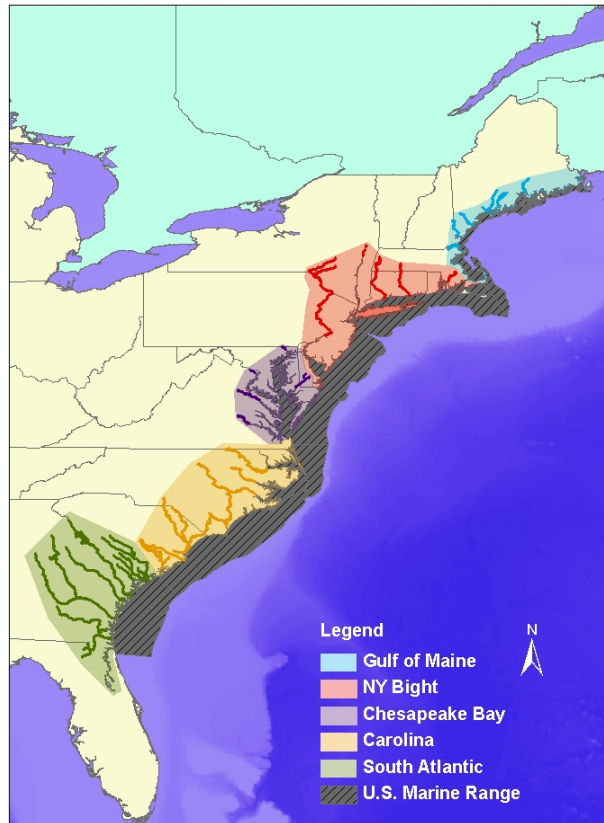 Legend
N
Gulf of Maine
NY Bight
Chesapeake Bay
Carolina
South Atlantic
U.S. Marine Range